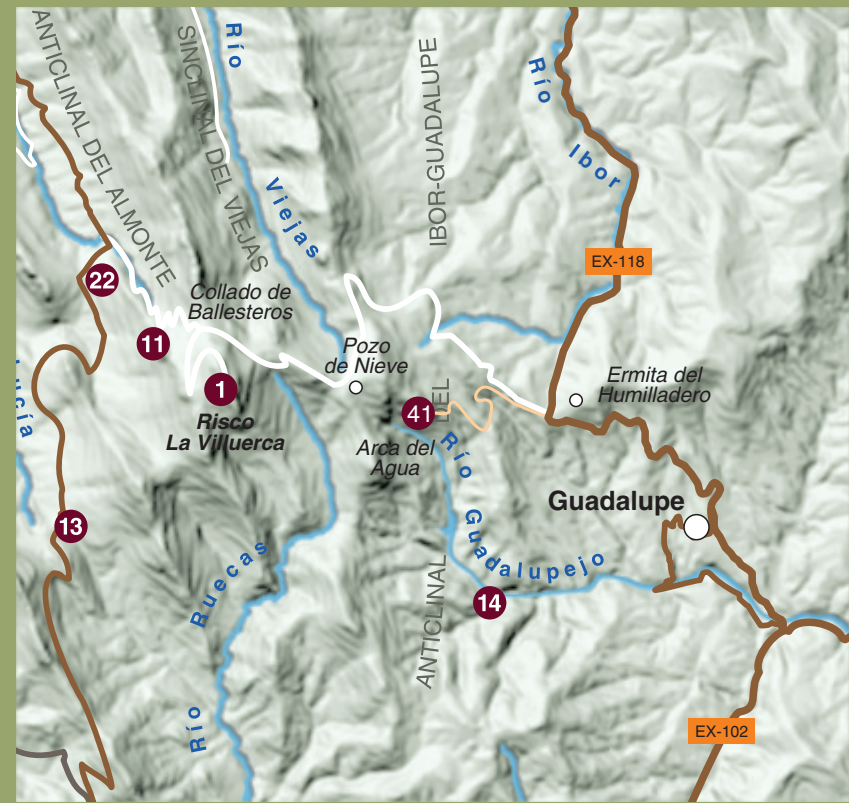 ANTICLINAL DEL ALMONTE
SINCLINAL DEL VIEJAS
Río
Viejas
IBOR-GUADALUPE
Río
Ibor
EX-118
22
Collado de
Ballesteros
11
Pozo
de Nieve
1
Risco
La Villuerca
Lucía
41
DEL
Ermita del
Humilladero
Arca del
Agua
Río
Guadalupejo
Guadalupe
13
Ruecas
ANTICLINAL
14
Río
EX-102